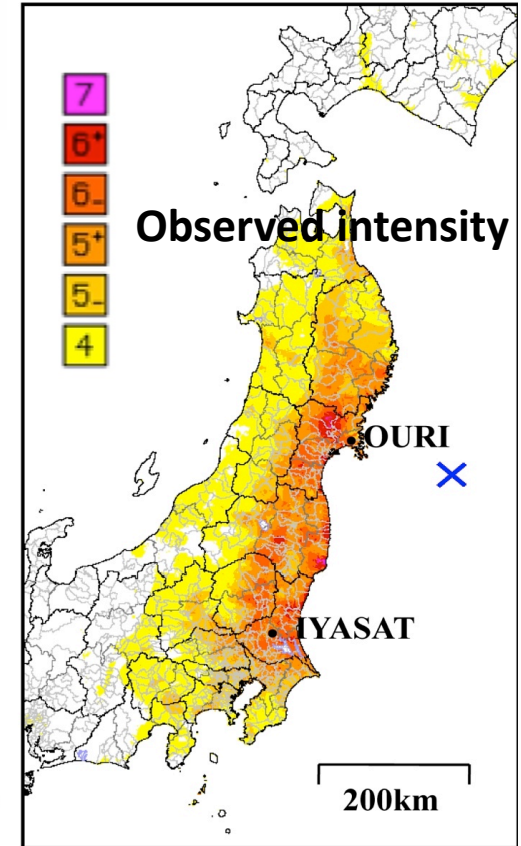 7
6+
6-
5+
5-
4
Observed intensity
OURI
IYASAT
200km